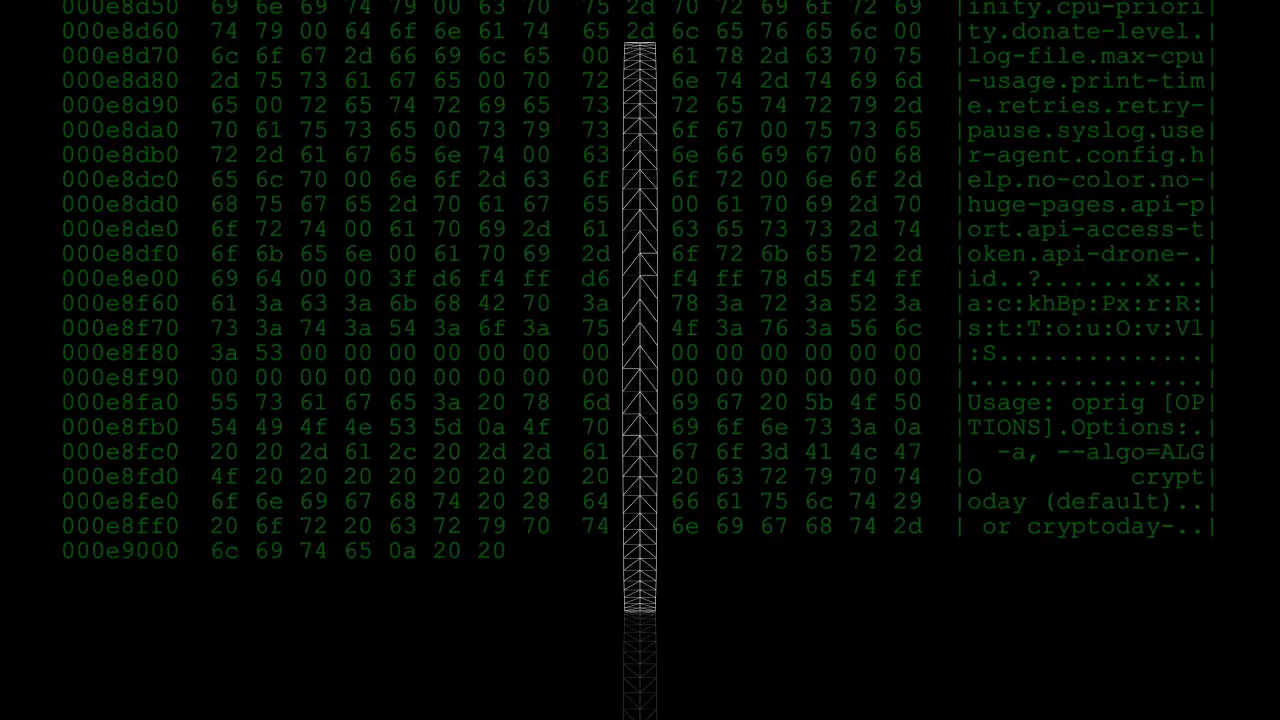 000e8d50 69 6e 69 74 79 00 63 70 75 2d 70 72 69 6f 72 69 |inity.cpu-priori|
000e8d60 74 79 00 64 6f 6e 61 74 65 2d 6c 65 76 65 6c 00 |ty.donate-level.|
000e8d70 6c 6f 67 2d 66 69 6c 65 00 61 78 2d 63 70 75 |log-file.max-cpu|
000e8d80 2d 75 73 61 67 65 00 70 72 6e 74 2d 74 69 6d |-usage.print-tim|
000e8d90 65 00 72 65 74 72 69 65 73 72 65 74 72 79 2d |e.retries.retry-|
000e8da0 70 61 75 73 65 00 73 79 73 6f 67 00 75 73 65 |pause.syslog.use|
000e8db0 72 2d 61 67 65 6e 74 00 63 6e 66 69 67 00 68 |r-agent.config.h|
000e8dc0 65 6c 70 00 6e 6f 2d 63 6f 6f 72 00 6e 6f 2d |elp.no-color.no-|
000e8dd0 68 75 67 65 2d 70 61 67 65 00 61 70 69 2d 70 |huge-pages.api-p|
000e8de0 6f 72 74 00 61 70 69 2d 61 63 65 73 73 2d 74 |ort.api-access-t|
000e8df0 6f 6b 65 6e 00 61 70 69 2d 6f 72 6b 65 72 2d |oken.api-drone-.|
000e8e00 69 64 00 00 3f d6 f4 ff d6 f4 ff 78 d5 f4 ff |id..?.......x...|
000e8f60 61 3a 63 3a 6b 68 42 70 3a 78 3a 72 3a 52 3a |a:c:khBp:Px:r:R:|
000e8f70 73 3a 74 3a 54 3a 6f 3a 75 4f 3a 76 3a 56 6c |s:t:T:o:u:O:v:Vl|
000e8f80 3a 53 00 00 00 00 00 00 00 00 00 00 00 00 00 |:S..............|
000e8f90 00 00 00 00 00 00 00 00 00 00 00 00 00 00 00 |................|
000e8fa0 55 73 61 67 65 3a 20 78 6d 69 67 20 5b 4f 50 |Usage: oprig [OP|
000e8fb0 54 49 4f 4e 53 5d 0a 4f 70 69 6f 6e 73 3a 0a |TIONS].Options:.|
000e8fc0 20 20 2d 61 2c 20 2d 2d 61 67 6f 3d 41 4c 47 |  -a, --algo=ALG|
000e8fd0 4f 20 20 20 20 20 20 20 20 20 63 72 79 70 74 |O          crypt|
000e8fe0 6f 6e 69 67 68 74 20 28 64 66 61 75 6c 74 29 |oday (default)..|
000e8ff0 20 6f 72 20 63 72 79 70 74 6e 69 67 68 74 2d | or cryptoday-..|
000e9000 6c 69 74 65 0a 20 20